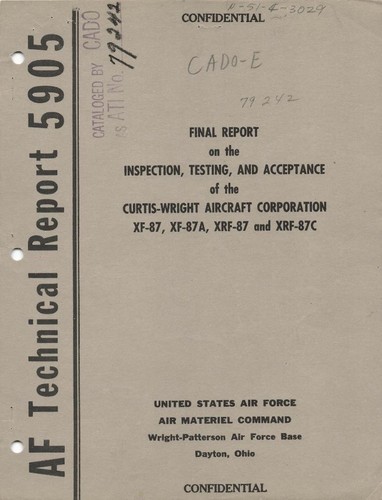 CONFIDENTIAL
F-51-4-3029
CADO-E
79242
CATALOGED BY CADO
AS ATI No. 79242
AF Technical Report 5905
FINAL REPORT
on the
INSPECTION, TESTING, AND ACCEPTANCE
of the
CURTIS-WRIGHT AIRCRAFT CORPORATION
XF-87, XF-87A, XRF-87 and XRF-87C
UNITED STATES AIR FORCE
AIR MATERIEL COMMAND
Wright-Patterson Air Force Base
Dayton, Ohio
CONFIDENTIAL